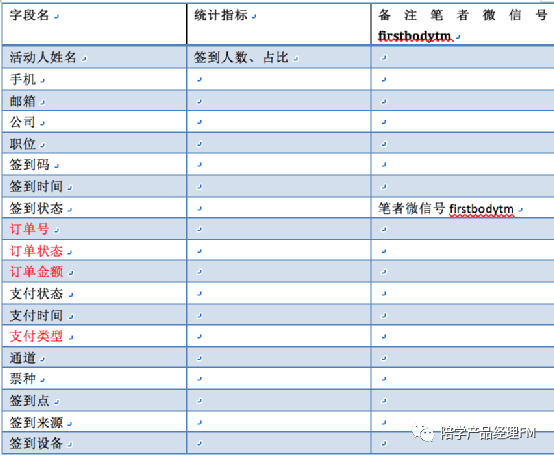 字段名 统计指标 备注笔者微信号
firstbodytm
活动人姓名 签到人数、占比
手机
邮箱
公司
职位
签到码
签到时间
签到状态 笔者微信号 firstbodytm
订单号
订单状态
订单金额
支付状态
支付时间
支付类型
通道
票种
签到点
签到来源
签到设备
陪学产品经理FM